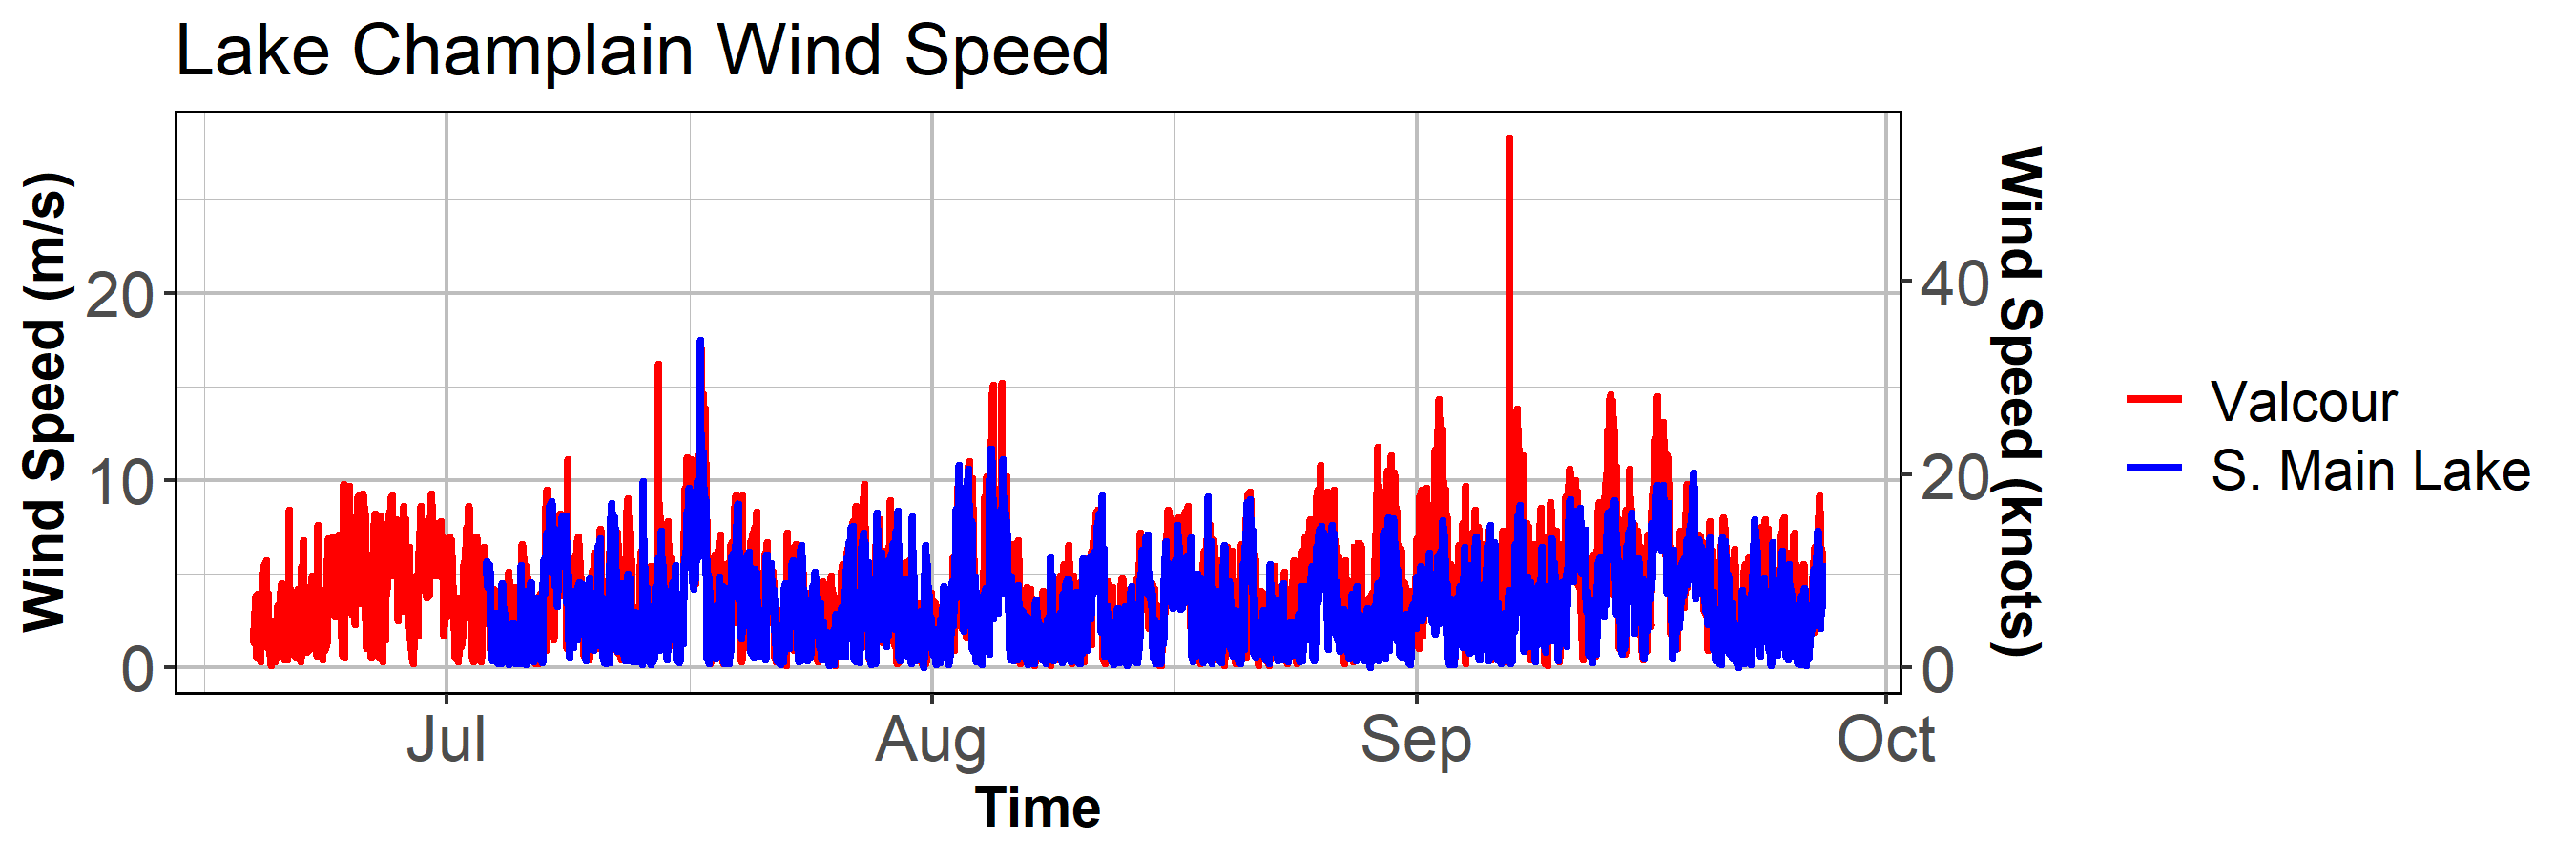 Lake Champlain Wind Speed
Wind Speed (m/s)
20
10
0
40
20
0
Wind Speed (knots)
Jul
Aug
Sep
Oct
Time
Valcour
S. Main Lake